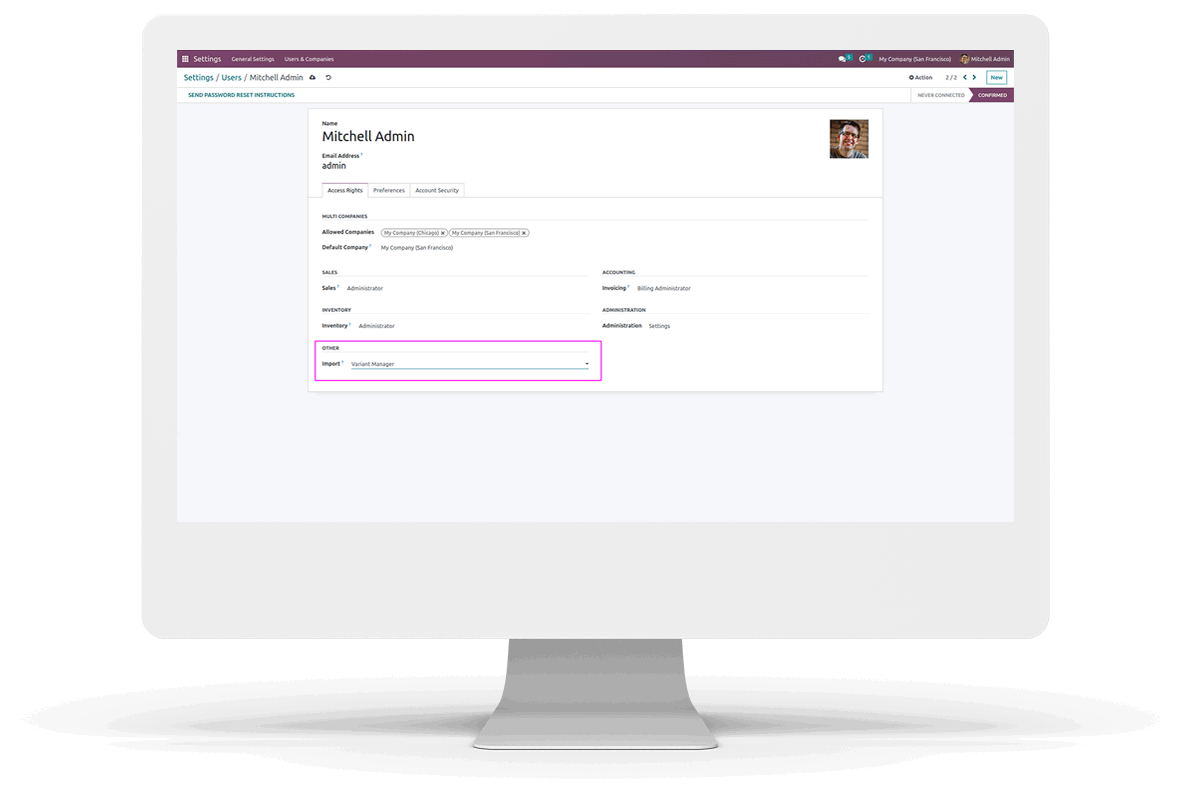 Settings General Settings Users & Companies My Company (San Francisco) Mitchell Admin
Settings / Users / Mitchell Admin Action 2 / 2 New
SEND PASSWORD RESET INSTRUCTIONS NEVER CONNECTED CONFIRMED
Name
Mitchell Admin
Email Address ?
admin
Access Rights Preferences Account Security
MULTI COMPANIES
Allowed Companies My Company (Chicago) × My Company (San Francisco) ×
Default Company ? My Company (San Francisco)
SALES ACCOUNTING
Sales ? Administrator Invoicing ? Billing Administrator
INVENTORY ADMINISTRATION
Inventory ? Administrator Administration Settings
OTHER
Import ? Variant Manager